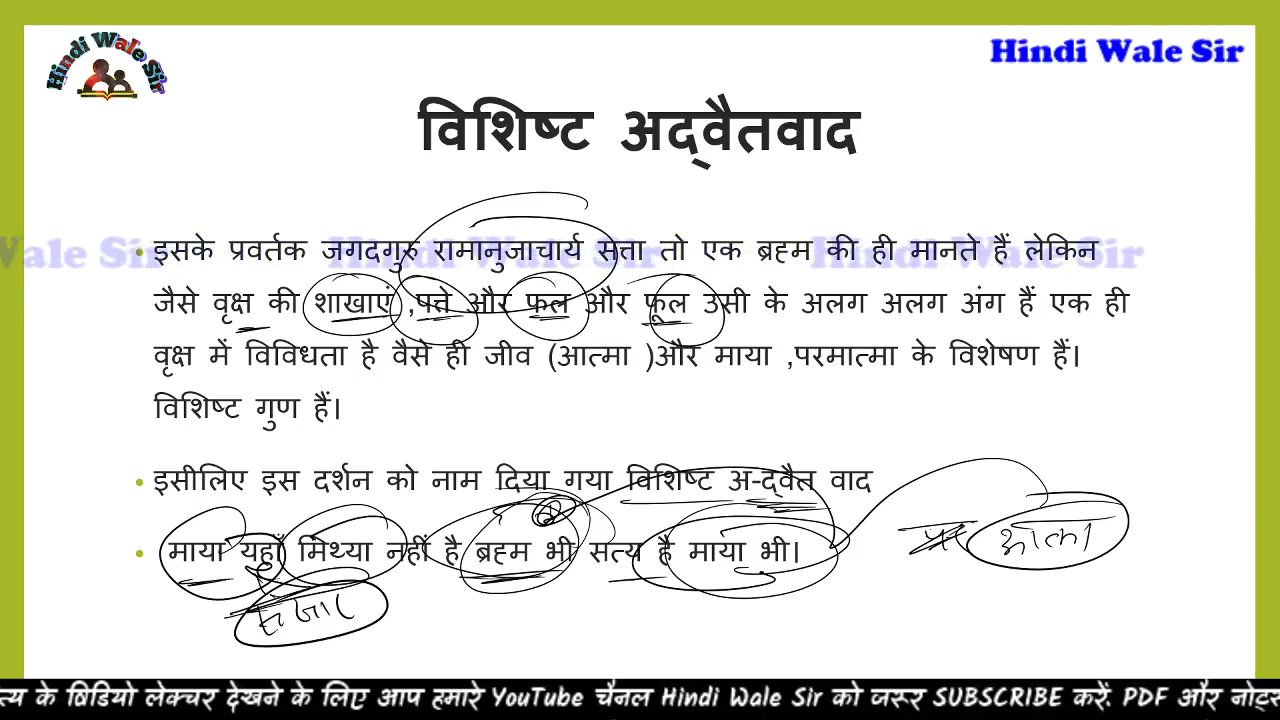 Hindi Wale Sir
Hindi Wale Sir
विशिष्ट अद्वैतवाद
• इसके प्रवर्तक जगदगुरु रामानुजाचार्य सत्ता तो एक ब्रह्म की ही मानते हैं लेकिन
जैसे वृक्ष की शाखाएं ,पत्ते और फल और फूल उसी के अलग अलग अंग हैं एक ही
वृक्ष में विविधता है वैसे ही जीव (आत्मा )और माया ,परमात्मा के विशेषण हैं।
विशिष्ट गुण हैं।
• इसीलिए इस दर्शन को नाम दिया गया विशिष्ट अ-द्वैत वाद
• माया यहाँ मिथ्या नहीं है ब्रह्म भी सत्य है माया भी।
आत्मा
त्य के विडियो लेक्चर देखने के लिए आप हमारे YouTube चैनल Hindi Wale Sir को जरूर SUBSCRIBE करें. PDF और नोट्स